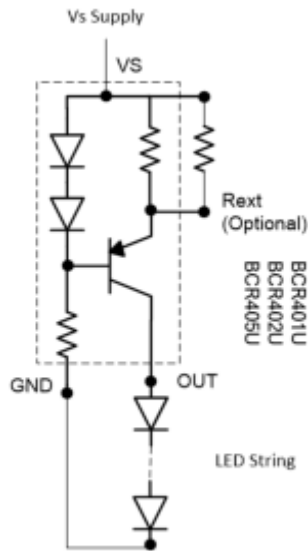 Vs Supply
VS
Rext
(Optional)
BCR401U
BCR402U
BCR405U
GND
OUT
LED String